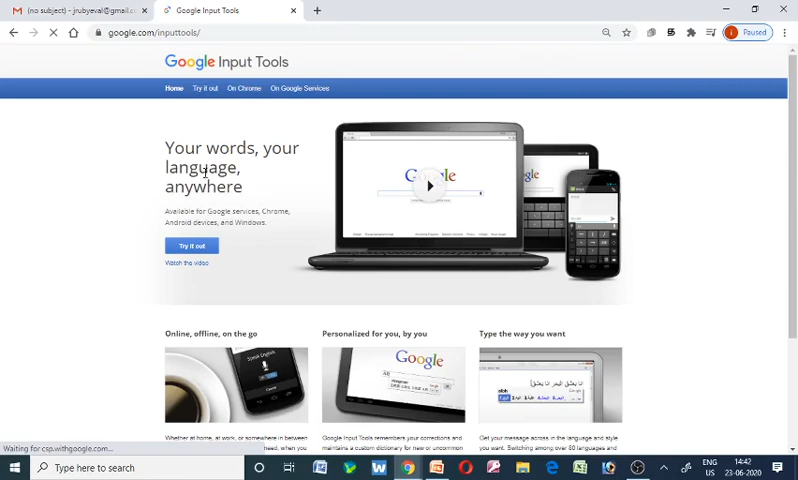 (no subject) - jrubyeval@gmail.c
Google Input Tools
google.com/inputtools/
Paused
Google Input Tools
Home Try it out On Chrome On Google Services
Your words, your
language,
anywhere
Available for Google services, Chrome,
Android devices, and Windows.
Try it out
Watch the video
Online, offline, on the go
Personalized for you, by you
Type the way you want
Speak English
Google
Whether at home, at work, or somewhere in between
Google Input Tools remembers your corrections and
maintains a custom dictionary for new or uncommon
Get your message across in the language and style
you want. Switching among over 80 languages and
Waiting for csp.withgoogle.com...
Type here to search
ENG
US
14:42
23-06-2020